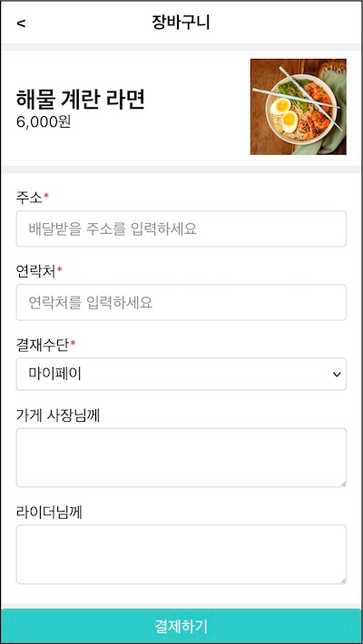 <
장바구니
해물 계란 라면
6,000원
주소*
배달받을 주소를 입력하세요
연락처*
연락처를 입력하세요
결재수단*
마이페이
가게 사장님께
라이더님께
결제하기